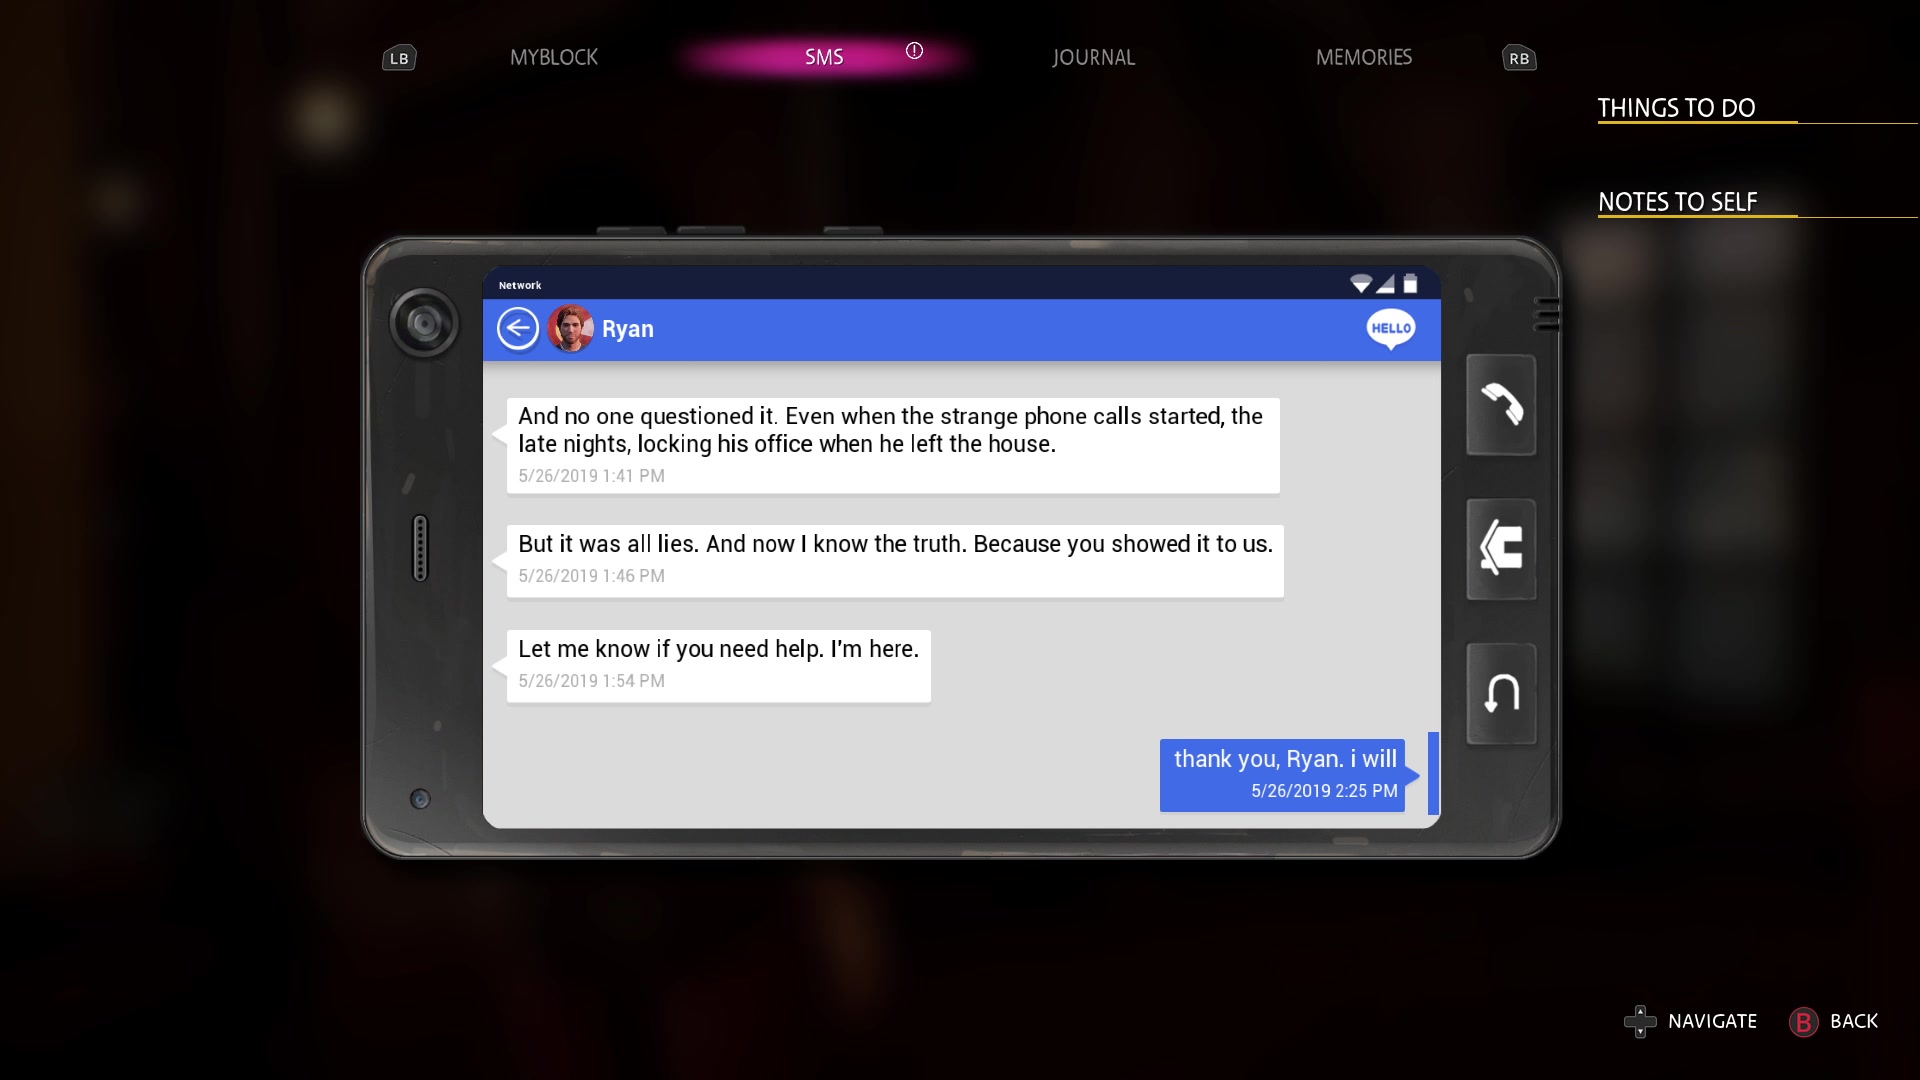 LB
MYBLOCK
SMS
JOURNAL
MEMORIES
RB
THINGS TO DO
NOTES TO SELF
Network
Ryan
HELLO
And no one questioned it. Even when the strange phone calls started, the
late nights, locking his office when he left the house.
5/26/2019 1:41 PM
But it was all lies. And now I know the truth. Because you showed it to us.
5/26/2019 1:46 PM
Let me know if you need help. I'm here.
5/26/2019 1:54 PM
thank you, Ryan. i will
5/26/2019 2:25 PM
NAVIGATE
B BACK